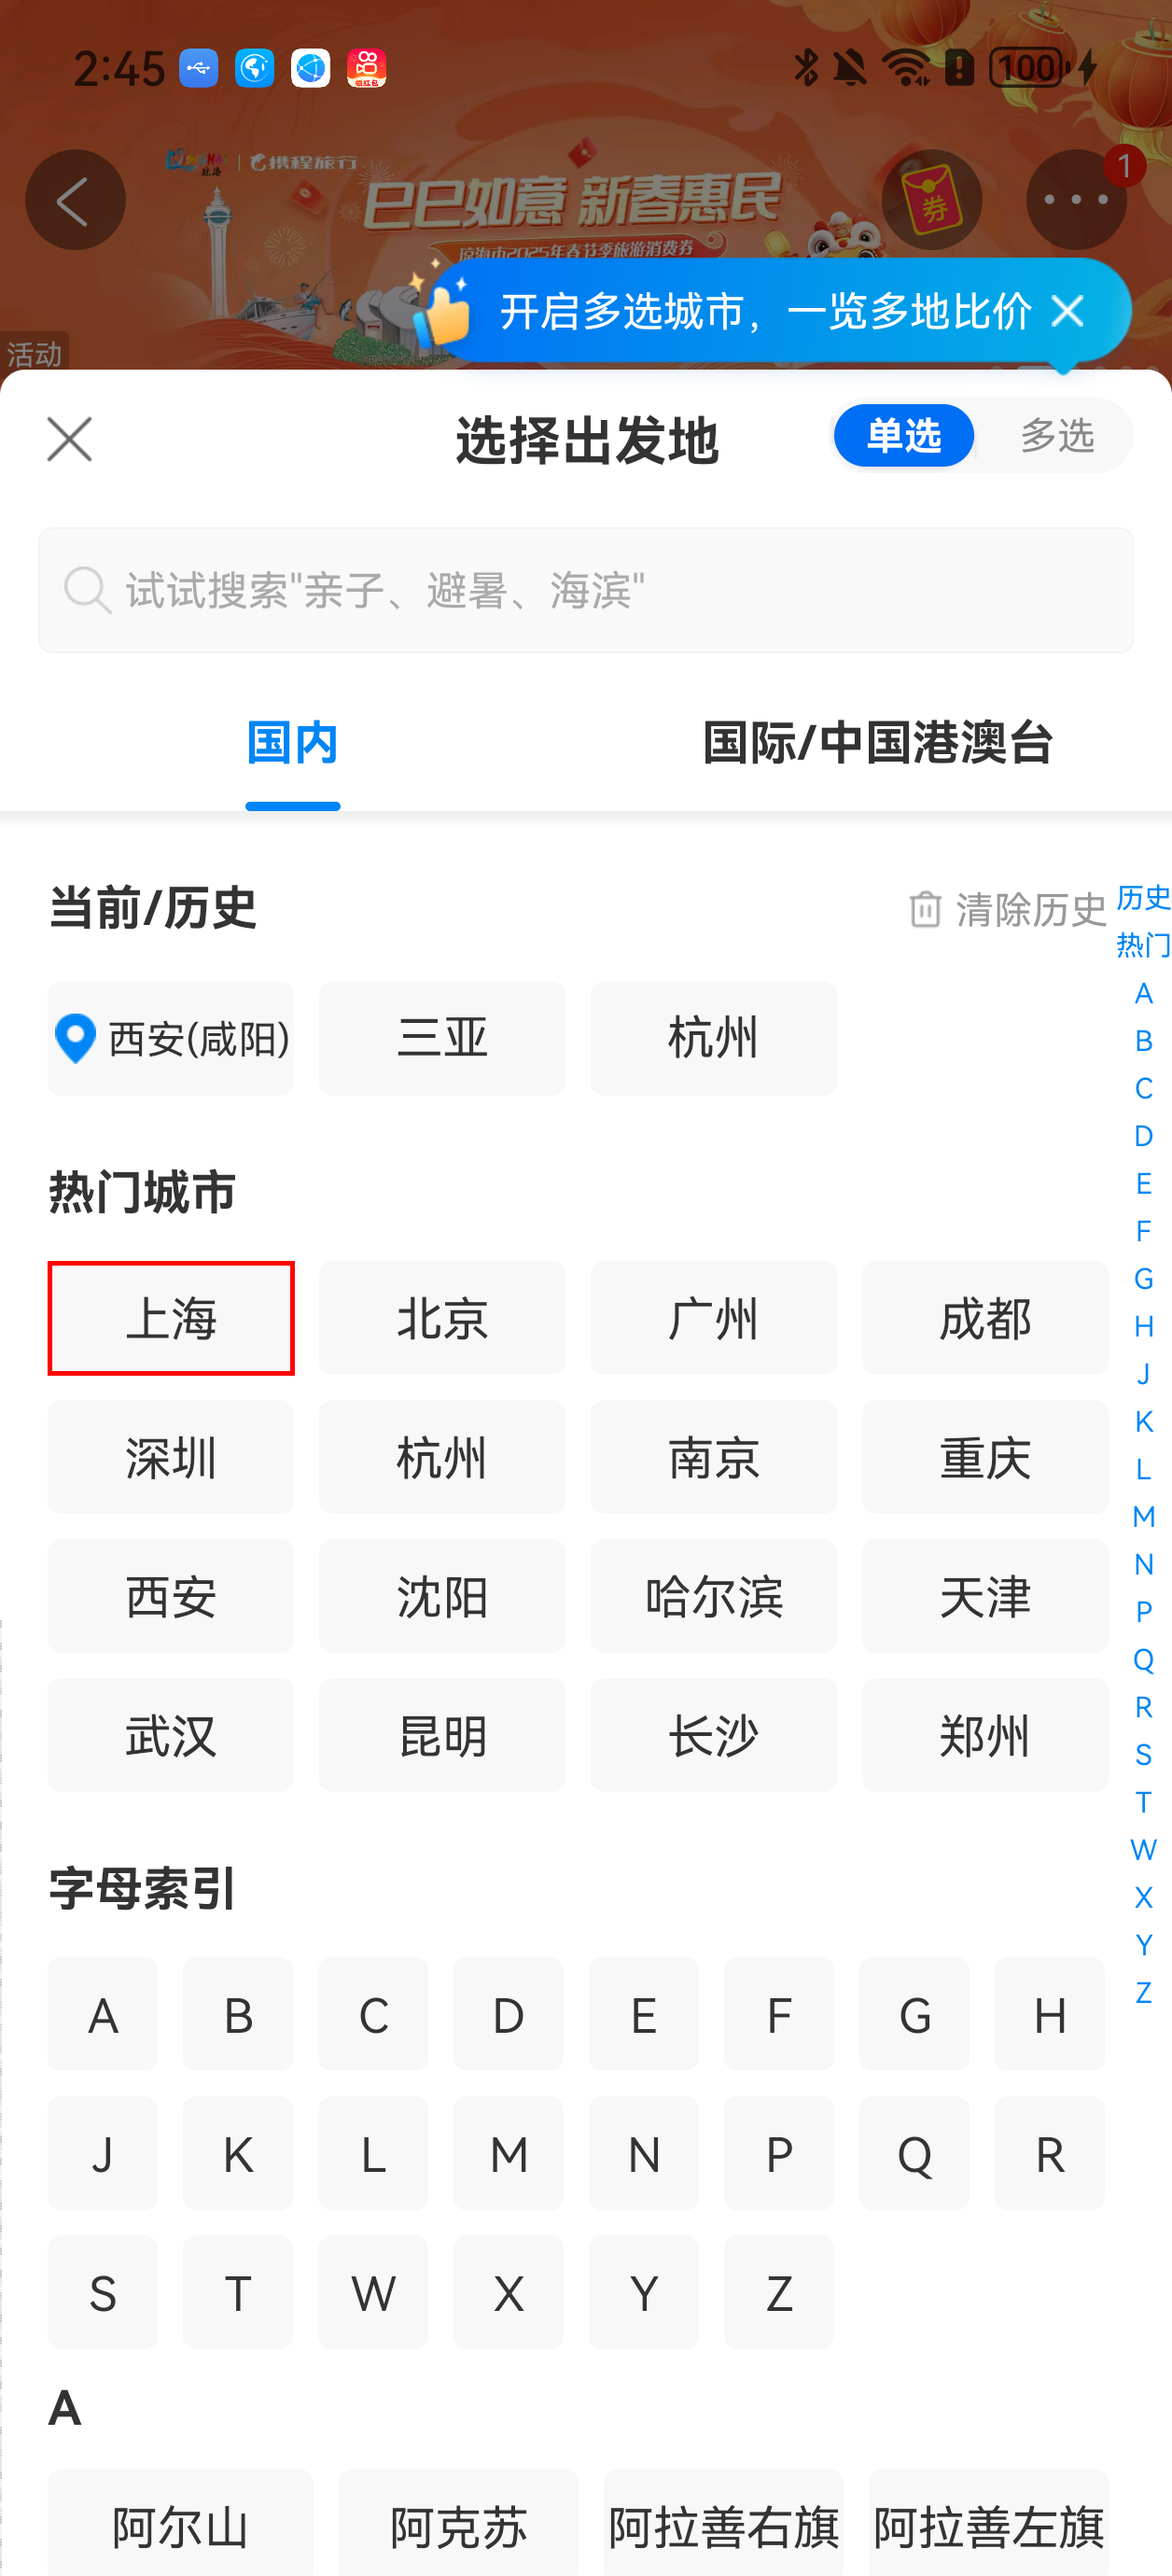 2:45
100
携程旅行
巳巳如意 新春惠民
琼海市2025年春节季旅游消费券
券
1
领红包
开启多选城市，一览多地比价
活动
选择出发地
单选 多选
试试搜索"亲子、避暑、海滨"
国内 国际/中国港澳台
当前/历史 清除历史
西安(咸阳) 三亚 杭州
热门城市
上海 北京 广州 成都
深圳 杭州 南京 重庆
西安 沈阳 哈尔滨 天津
武汉 昆明 长沙 郑州
字母索引
A B C D E F G H
J K L M N P Q R
S T W X Y Z
A
阿尔山 阿克苏 阿拉善右旗 阿拉善左旗
历史
热门
A
B
C
D
E
F
G
H
J
K
L
M
N
P
Q
R
S
T
W
X
Y
Z